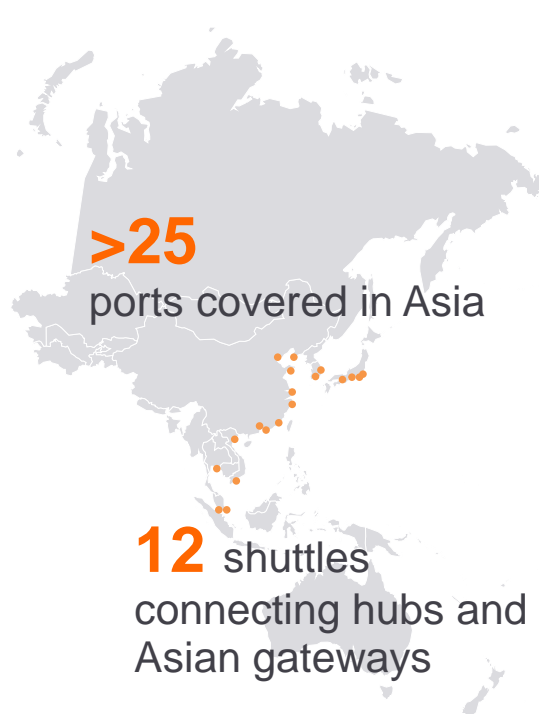 >25
ports covered in Asia
12 shuttles
connecting hubs and
Asian gateways